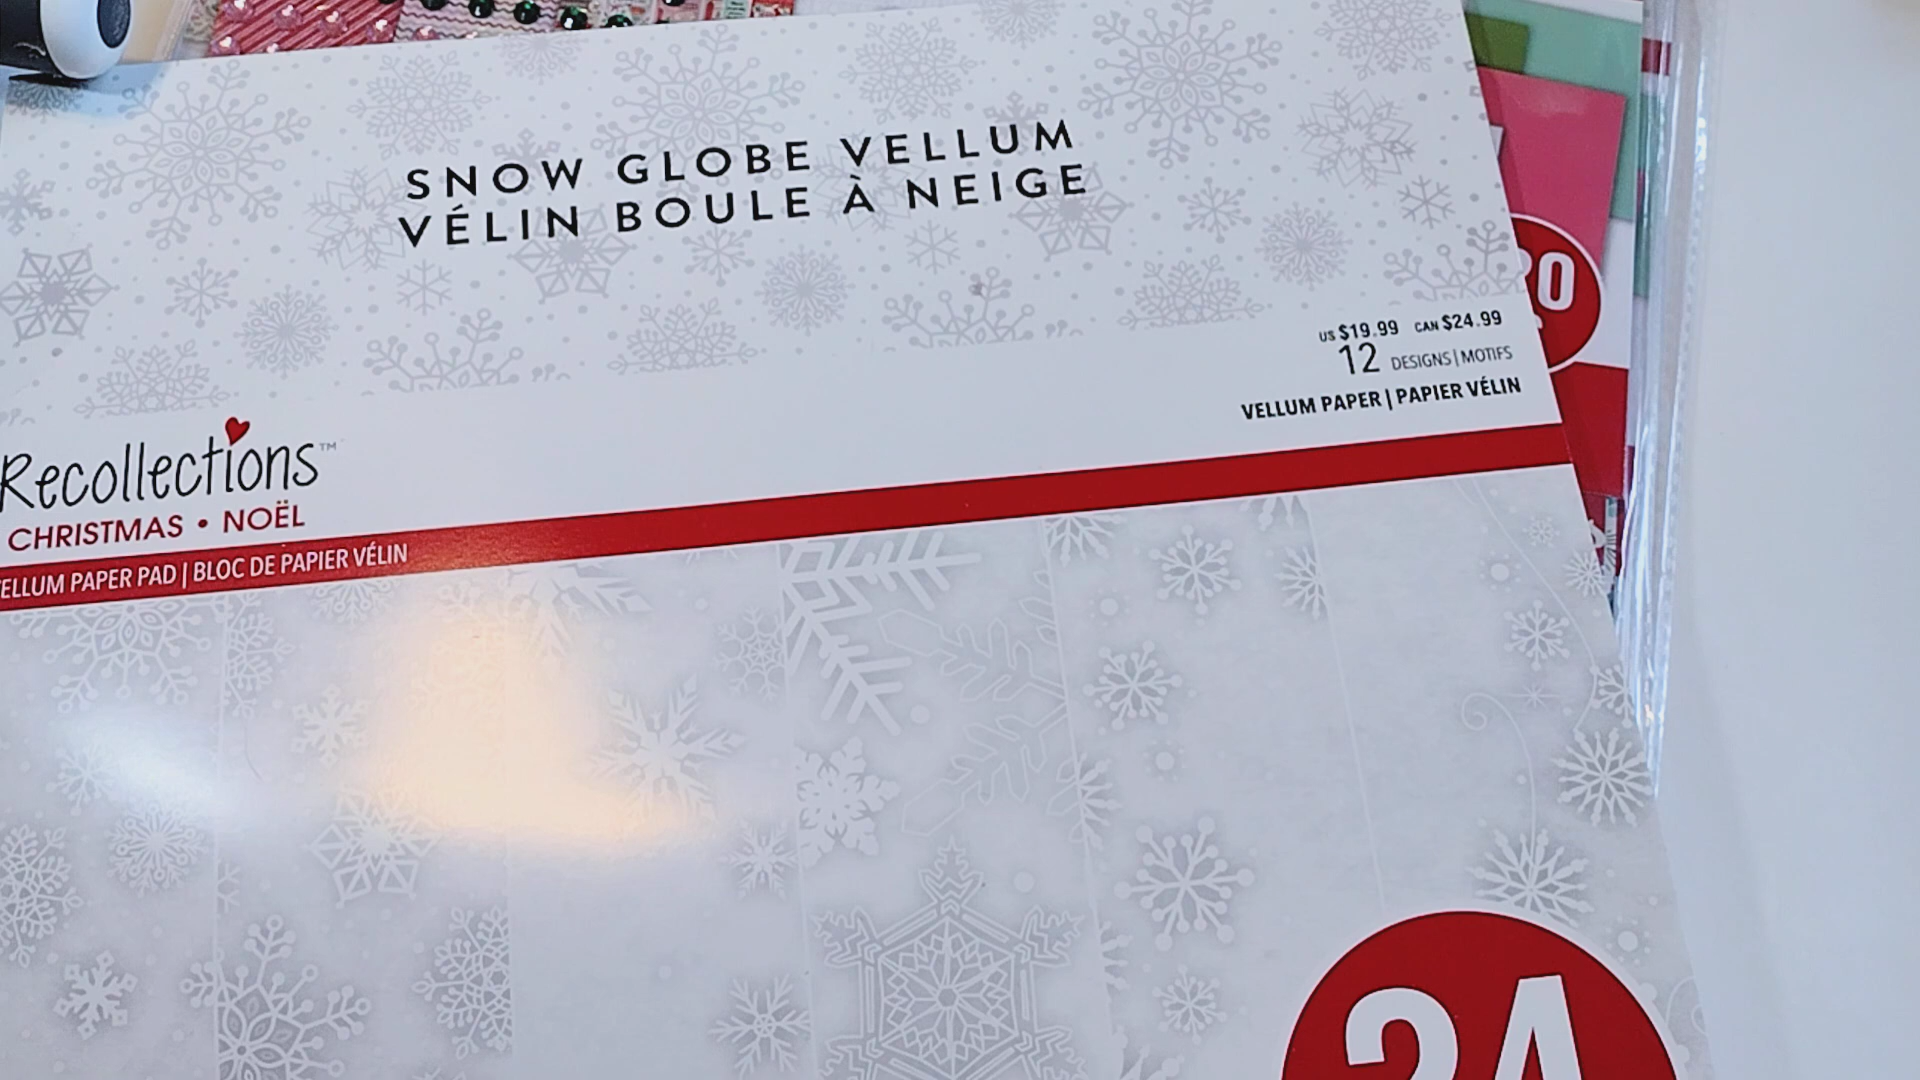 SNOW GLOBE VELLUM
VÉLIN BOULE À NEIGE
US $19.99 CAN $24.99
12 DESIGNS | MOTIFS
VELLUM PAPER | PAPIER VÉLIN
Recollections™
CHRISTMAS • NOËL
PAPER PAD | BLOC DE PAPIER VÉLIN
24